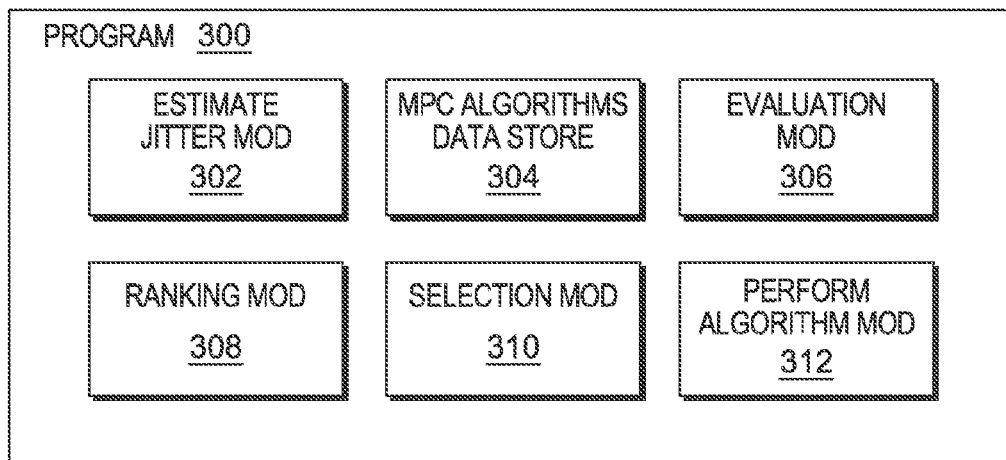 PROGRAM 300
ESTIMATE
JITTER MOD
302
MPC ALGORITHMS
DATA STORE
304
EVALUATION
MOD
306
RANKING MOD
308
SELECTION MOD
310
PERFORM
ALGORITHM MOD
312